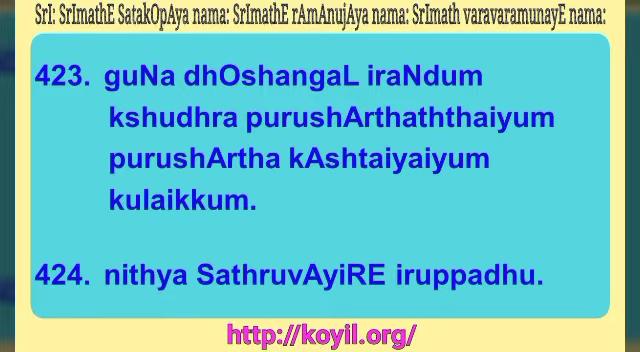 SrI: SrImathE SatakOpAya nama: SrImathE rAmAnujAya nama: SrImath varavaramunayE nama:
423. guNa dhOshangaL iraNdum
kshudhra purushArthaththaiyum
purushArtha kAshtaiyaiyum
kulaikkum.
424. nithya SathruvAyiRE iruppadhu.
http://koyil.org/